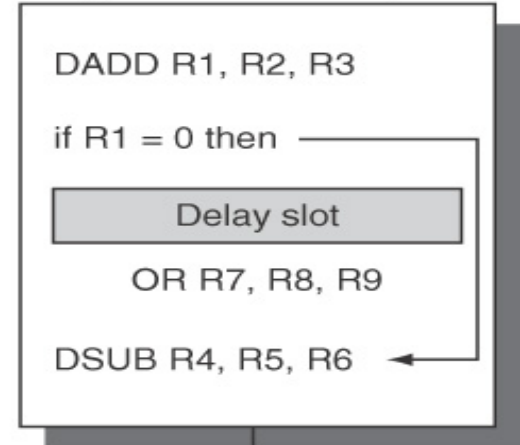 DADD R1, R2, R3
if R1 = 0 then
Delay slot
OR R7, R8, R9
DSUB R4, R5, R6